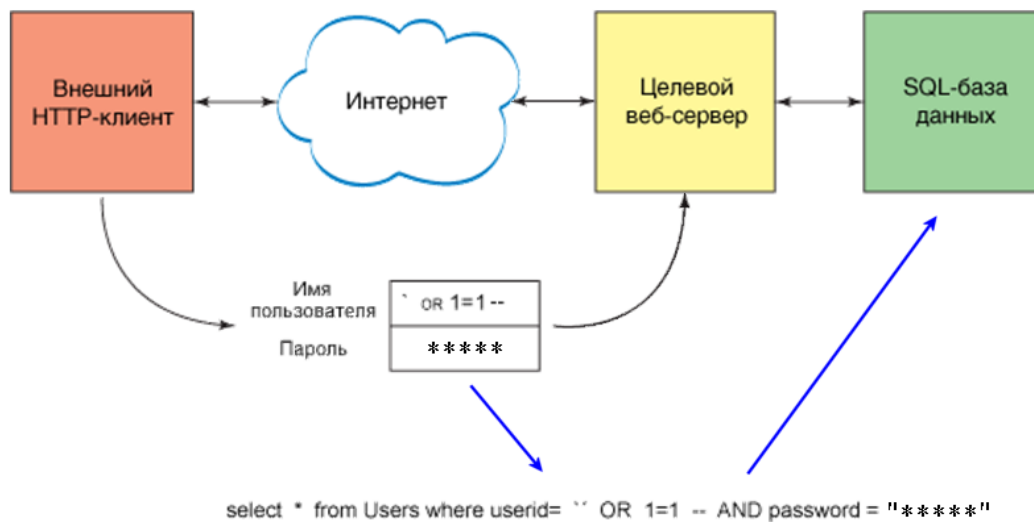 Внешний
HTTP-клиент
Интернет
Целевой
веб-сервер
SQL-база
данных
Имя
пользователя
` OR 1=1 --
Пароль
*****
select * from Users where userid= `´ OR 1=1 -- AND password = "*****"